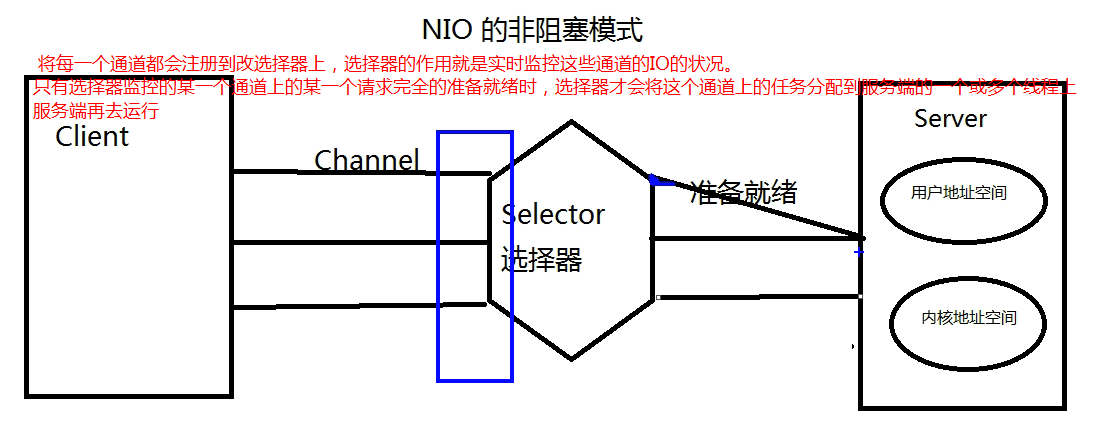 NIO 的非阻塞模式
将每一个通道都会注册到改选择器上，选择器的作用就是实时监控这些通道的IO的状况。
只有选择器监控的某一个通道上的某一个请求完全的准备就绪时，选择器才会将这个通道上的任务分配到服务端的一个或多个线程上
服务端再去运行
Client
Server
Channel
准备就绪
用户地址空间
Selector
选择器
内核地址空间